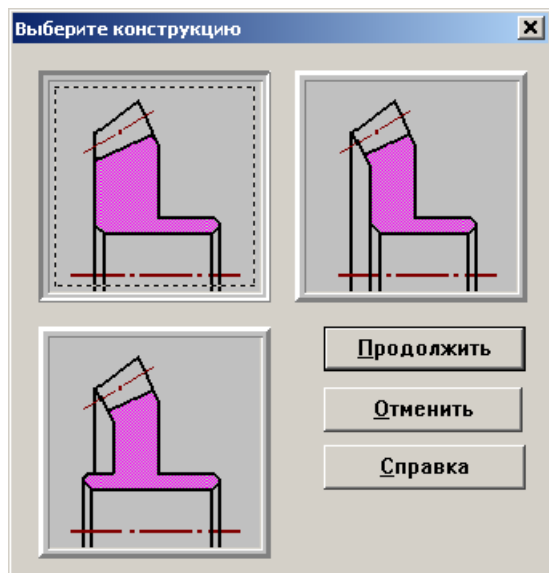 Выберите конструкцию
Продолжить
Отменить
Справка